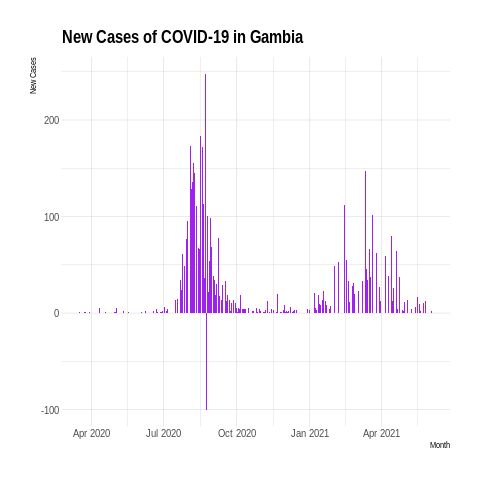 New Cases of COVID-19 in Gambia
New Cases
200
100
0
-100
Apr 2020 Jul 2020 Oct 2020 Jan 2021 Apr 2021
Month